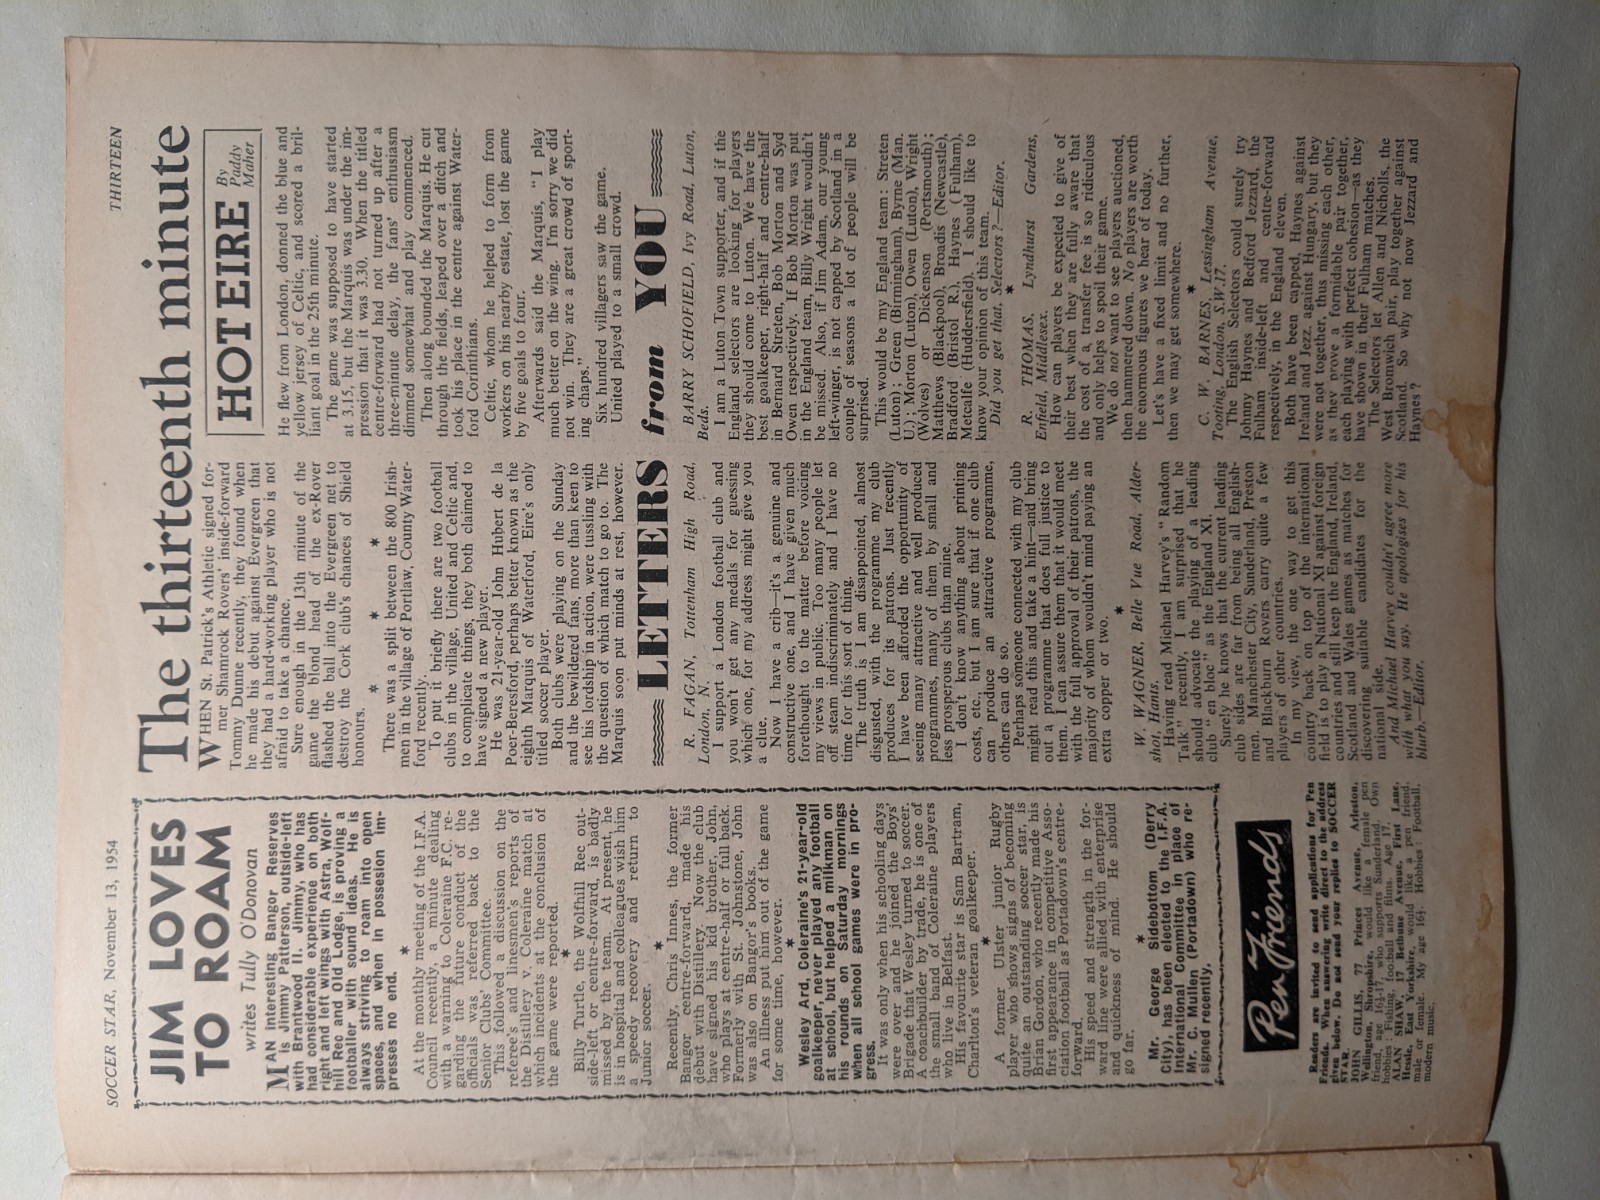 SOCCER STAR, November 13, 1954
THIRTEEN
JIM LOVES
TO ROAM
writes Tully O'Donovan
MAN interesting Bangor Reserves
is Jimmy Patterson, outside-left
with Brantwood II. Jimmy, who has
had considerable experience on both
right and left wings with Astra, Wolf-
hill Rec and Old Lodge, is proving a
footballer with sound ideas. He is
always striving to roam into open
spaces, and when in possession im-
presses no end.
*
At the monthly meeting of the I.F.A.
Council recently, a minute dealing
with a warning to Coleraine F.C. re-
garding the future conduct of the
officials was referred back to the
Senior Clubs' Committee.
This followed a discussion on the
referee's and linesmen's reports of
the Distillery v. Coleraine match at
which incidents at the conclusion of
the game were reported.
*
Billy Turtle, the Wolfhill Rec out-
side-left or centre-forward, is badly
missed by the team. At present, he
is in hospital and colleagues wish him
a speedy recovery and return to
Junior soccer.
*
Recently, Chris Innes, the former
Bangor centre-forward, made his
debut with Distillery. Now the club
have signed his kid brother, John,
who plays at centre-half or full back.
Formerly with St. Johnstone, John
was also on Bangor's books.
An illness put him out of the game
for some time, however.
*
Wesley Ard, Coleraine's 21-year-old
goalkeeper, never played any football
at school, but helped a milkman on
his rounds on Saturday mornings
when all school games were in pro-
gress.
It was only when his schooling days
were over and he joined the Boys'
Brigade that Wesley turned to soccer.
A coachbuilder by trade, he is one of
the small band of Coleraine players
who live in Belfast.
His favourite star is Sam Bartram,
Charlton's veteran goalkeeper.
*
A former Ulster junior Rugby
player who shows signs of becoming
quite an outstanding soccer star, is
Brian Gordon, who recently made his
first appearance in competitive Asso-
ciation football as Portadown's centre-
forward.
His speed and strength in the for-
ward line were allied with enterprise
and quickness of mind. He should
go far.
*
Mr. George Sidebottom (Derry
City), has been elected to the I.F.A.
International Committee in place of
Mr. C. McMullen (Portadown) who re-
signed recently.
Pen Friends
Readers are invited to send applications for Pen
Friends. When answering write direct to the address
given below. Do not send your replies to SOCCER
STAR.
JOHN GILLIS, 77 Princes Avenue, Arleston,
Wellington, Shropshire, would like a female pen
friend, age 16½-17, who supports Sunderland. Own
hobbies: Fishing, football and films. Age 17.
ALAN SHAW, 17 Bethune Avenue, First Lane,
Hessle, East Yorkshire, would like a pen friend,
male or female. My age 16½. Hobbies: Football,
modern music.
The thirteenth minute
WHEN St. Patrick's Athletic signed for-
mer Shamrock Rovers' inside-forward
Tommy Dunne recently, they found when
he made his debut against Evergreen that
they had a hard-working player who is not
afraid to take a chance.
Sure enough in the 13th minute of the
game the blond head of the ex-Rover
flashed the ball into the Evergreen net to
destroy the Cork club's chances of Shield
honours.
* * *
There was a split between the 800 Irish-
men in the village of Portlaw, County Water-
ford recently.
To put it briefly there are two football
clubs in the village, United and Celtic and,
to complicate things, they both claimed to
have signed a new player.
He was 21-year-old John Hubert de la
Poer-Beresford, perhaps better known as the
eighth Marquis of Waterford, Eire's only
titled soccer player.
Both clubs were playing on the Sunday
and the bewildered fans, more than keen to
see his lordship in action, were tussling with
the question of which match to go to. The
Marquis soon put minds at rest, however.
HOTEIRE
By
Paddy
Maher
He flew from London, donned the blue and
yellow jersey of Celtic, and scored a bril-
liant goal in the 25th minute.
The game was supposed to have started
at 3.15 but the Marquis was under the im-
pression that it was 3.30. When the titled
centre-forward had not turned up after a
three-minute delay, the fans' enthusiasm
dimmed somewhat and play commenced.
Then along bounded the Marquis. He cut
through the fields, leaped over a ditch and
took his place in the centre against Water-
ford Corinthians.
Celtic, whom he helped to form from
workers on his nearby estate, lost the game
by five goals to four.
Afterwards said the Marquis, "I play
much better on the wing. I'm sorry we did
not win. They are a great crowd of sport-
ing chaps."
Six hundred villagers saw the game.
United played to a small crowd.
LETTERS from YOU
R. FAGAN, Tottenham High Road,
London, N.
I support a London football club and
you won't get any medals for guessing
which one, for my address might give you
a clue.
Now I have a crib—it's a genuine and
constructive one, and I have given much
forethought to the matter before voicing
my views in public. Too many people let
off steam indiscriminately and I have no
time for this sort of thing.
The truth is I am disappointed, almost
disgusted, with the programme my club
produces for its patrons. Just recently
I have been afforded the opportunity of
seeing many attractive and well produced
programmes, many of them by small and
less prosperous clubs than mine.
I don't know anything about printing
costs, etc., but I am sure that if one club
can produce an attractive programme,
others can do so.
Perhaps someone connected with my club
might read this and take a hint—and bring
out a programme that does full justice to
them. I can assure them that it would meet
with the full approval of their patrons, the
majority of whom wouldn't mind paying an
extra copper or two.
*
W. WAGNER, Belle Vue Road, Alder-
shot, Hants.
Having read Michael Harvey's "Random
Talk" recently, I am surprised that he
should advocate the playing of a leading
club "en bloc" as the England XI.
Surely he knows that the current leading
club sides are far from being all English-
men. Manchester City, Sunderland, Preston
and Blackburn Rovers carry quite a few
players of other countries.
In my view, the one way to get this
country back on top of the international
field is to play a National XI against foreign
countries and still keep the England, Ireland,
Scotland and Wales games as matches for
discovering suitable candidates for the
national side.
And Michael Harvey couldn't agree more
with what you say. He apologises for his
blurb.—Editor.
BARRY SCHOFIELD, Ivy Road, Luton,
Beds.
I am a Luton Town supporter, and if the
England selectors are looking for players
they should come to Luton. We have the
best goalkeeper, right-half and centre-half
in Bernard Streten, Bob Morton and Syd
Owen respectively. If Bob Morton was put
in the England team, Billy Wright wouldn't
be missed. Also, if Jim Adam, our young
left-winger, is not capped by Scotland in a
couple of seasons a lot of people will be
surprised.
This would be my England team: Streten
(Luton); Green (Birmingham), Byrne (Man.
U.); Morton (Luton), Owen (Luton), Wright
(Wolves) or Dickenson (Portsmouth);
Matthews (Blackpool), Broadis (Newcastle),
Bradford (Bristol R.), Haynes (Fulham),
Metcalfe (Huddersfield). I should like to
know your opinion of this team.
Did you get that, Selectors?—Editor.
*
R. THOMAS, Lyndhurst Gardens,
Enfield, Middlesex.
How can players be expected to give of
their best when they are fully aware that
the cost of a transfer fee is so ridiculous
and only helps to spoil their game.
We do not want to see players auctioned,
then hammered down. No players are worth
the enormous figures we hear of today.
Let's have a fixed limit and no further,
then we may get somewhere.
*
C. W. BARNES, Lessingham Avenue,
Tooting, London, S.W.17.
The English Selectors could surely try
Johnny Haynes and Bedford Jezzard, the
Fulham inside-left and centre-forward
respectively, in the England eleven.
Both have been capped, Haynes against
Ireland and Jezz. against Hungary, but they
were not together, thus missing each other,
as they prove a formidable pair together,
each playing with perfect cohesion—as they
have shown in their Fulham matches.
The Selectors let Allen and Nicholls, the
West Bromwich pair, play together against
Scotland. So why not now Jezzard and
Haynes?